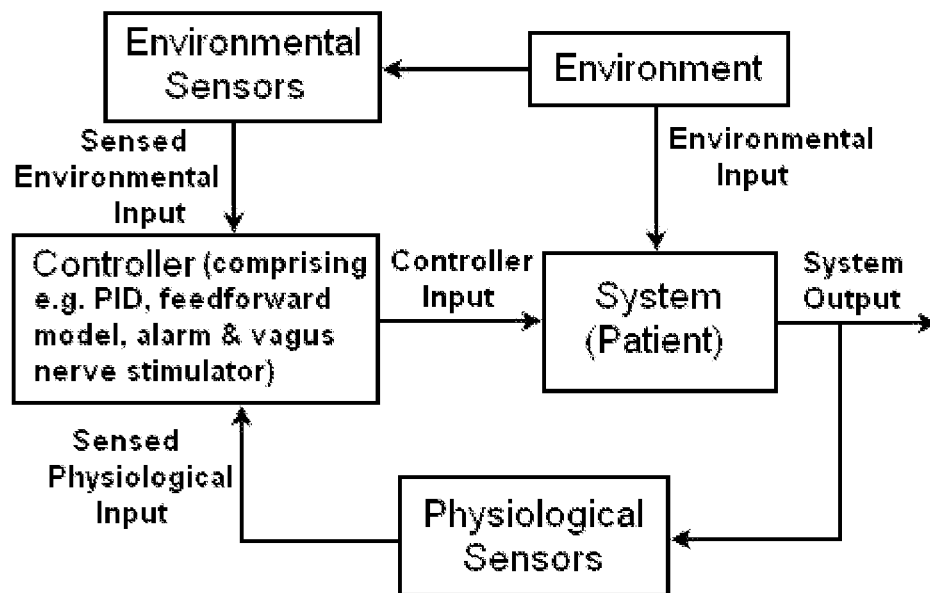 Environmental
Sensors
Environment
Sensed
Environmental
Input
Environmental
Input
Controller (comprising
e.g. PID, feedforward
model, alarm & vagus
nerve stimulator)
Controller
Input
System
(Patient)
System
Output
Sensed
Physiological
Input
Physiological
Sensors